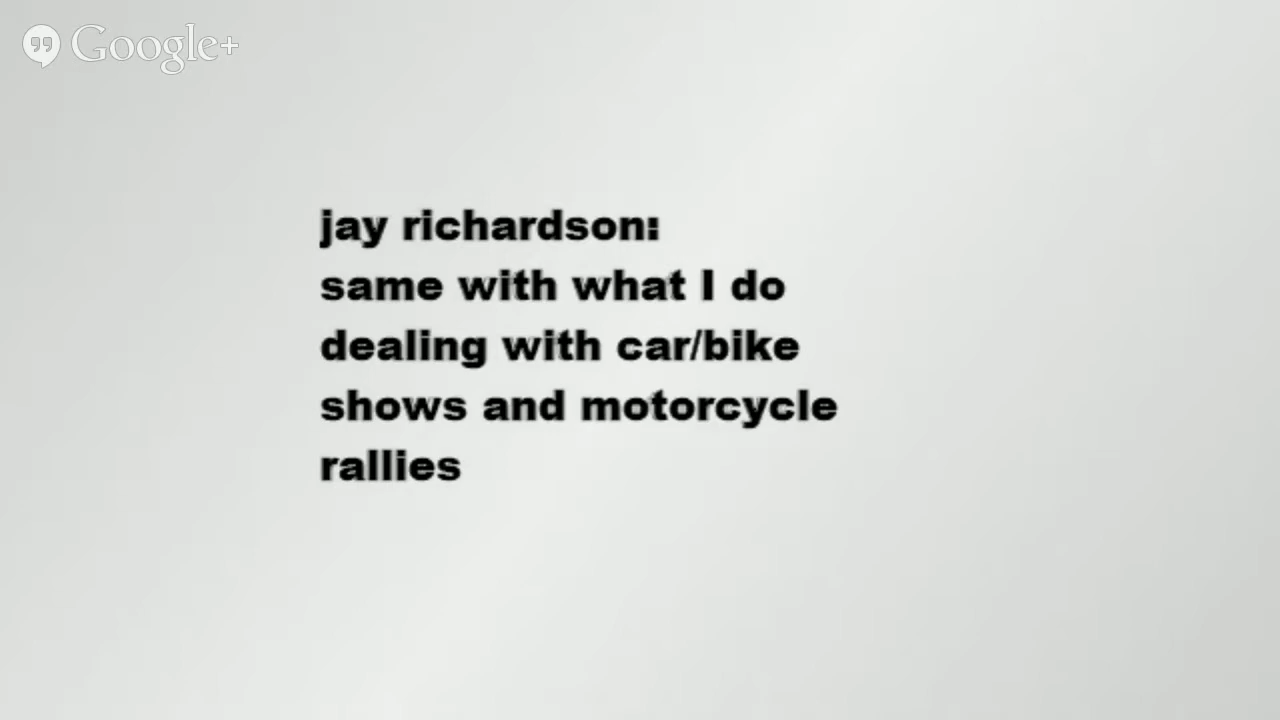 Google+
jay richardson:
same with what I do
dealing with car/bike
shows and motorcycle
rallies